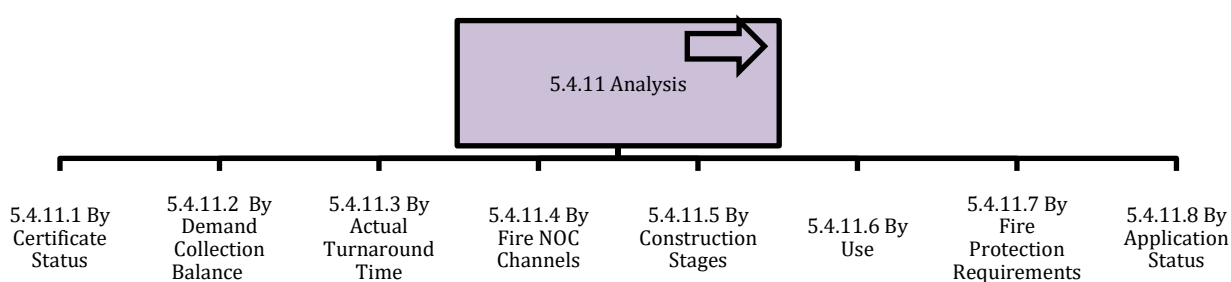 5.4.11 Analysis
5.4.11.1 By
Certificate
Status
5.4.11.2  By
Demand
Collection
Balance
5.4.11.3 By
Actual
Turnaround
Time
5.4.11.4 By
Fire NOC
Channels
5.4.11.5 By
Construction
Stages
5.4.11.6 By
Use
5.4.11.7 By
Fire
Protection
Requirements
5.4.11.8 By
Application
Status